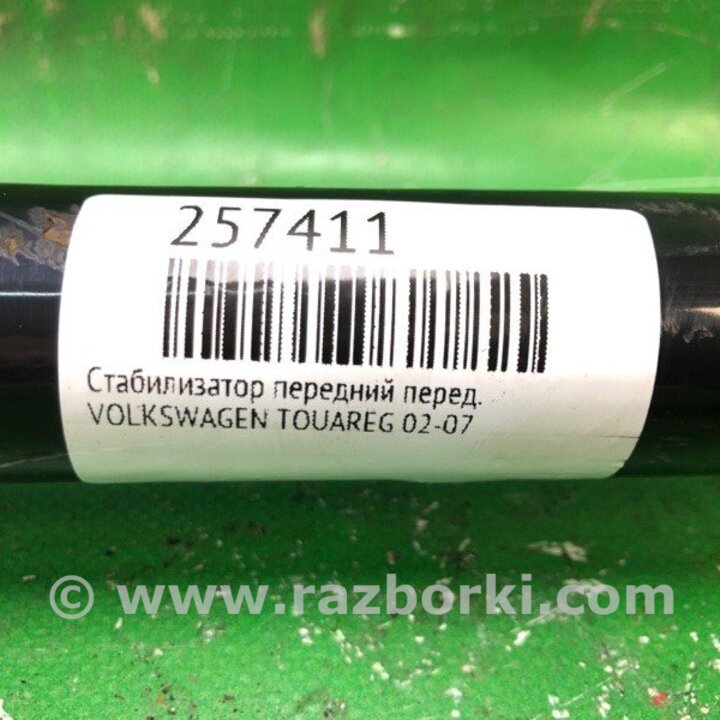 257411
Стабилизатор передний перед.
VOLKSWAGEN TOUAREG 02-07
© www.razborki.com